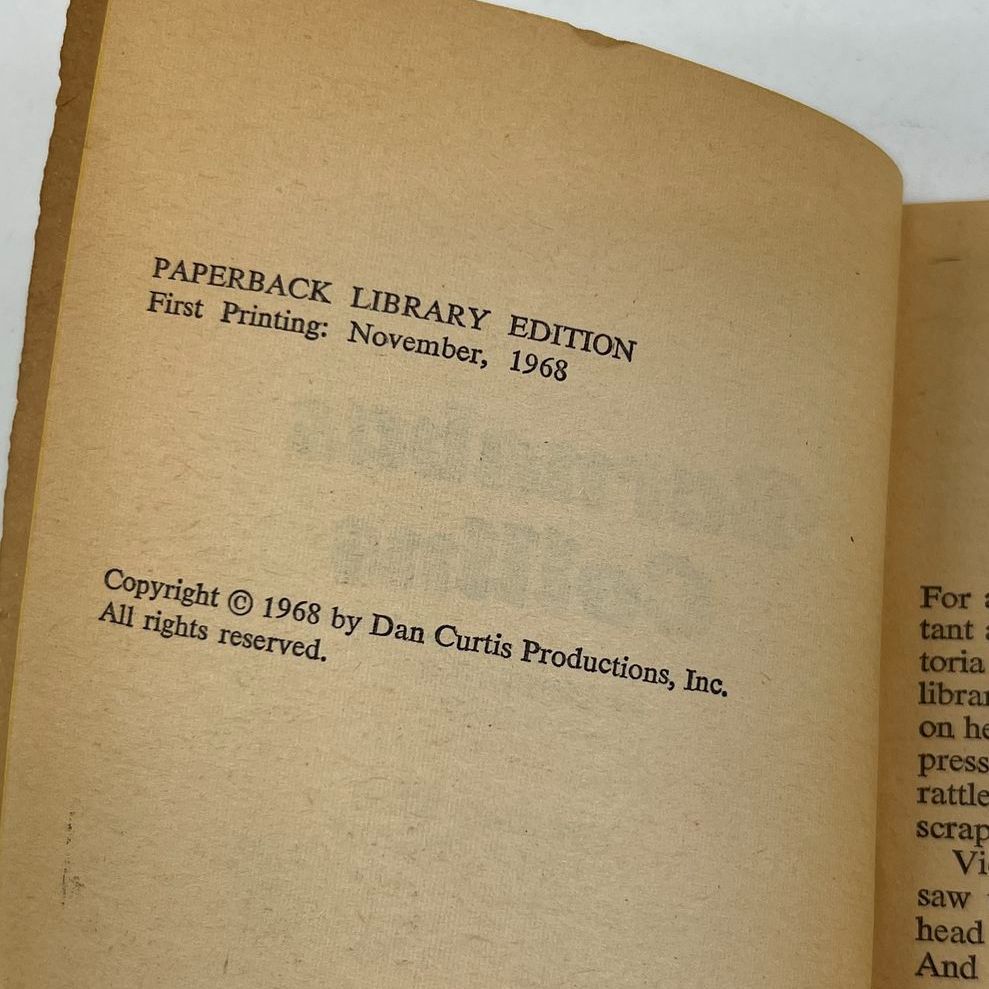 PAPERBACK LIBRARY EDITION
First Printing: November, 1968
Copyright © 1968 by Dan Curtis Productions, Inc.
All rights reserved.
For
tant
toria
on
press
rattle
scrap
saw
head
And